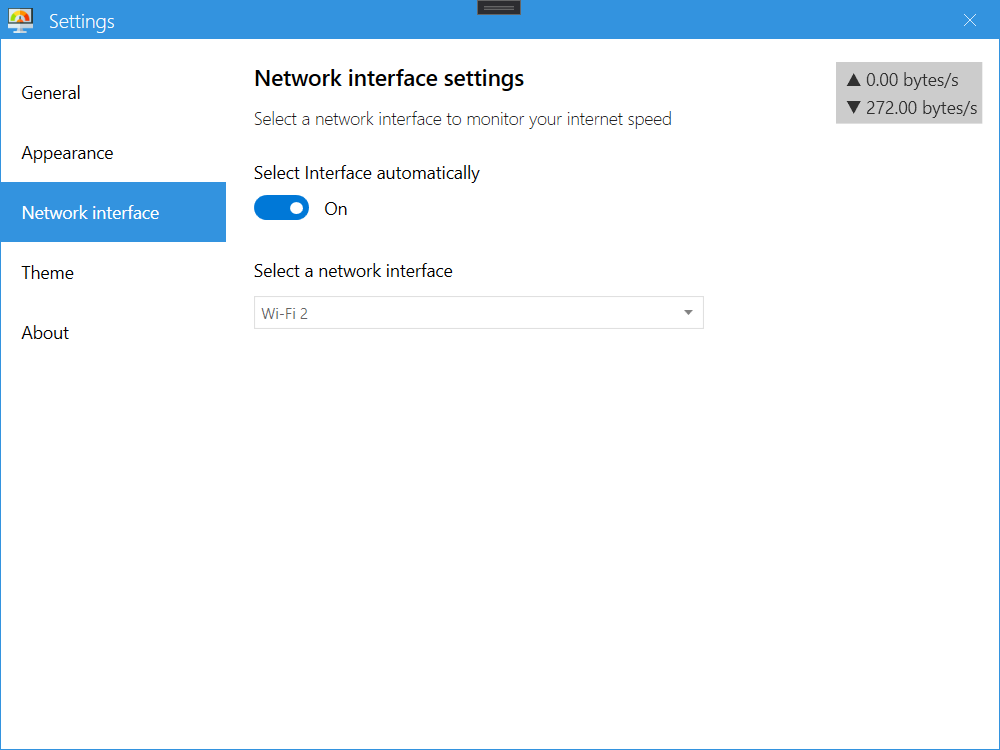 Settings
General
Appearance
Network interface
Theme
About
Network interface settings
Select a network interface to monitor your internet speed
Select Interface automatically
On
Select a network interface
Wi-Fi 2
▲ 0.00 bytes/s
▼ 272.00 bytes/s